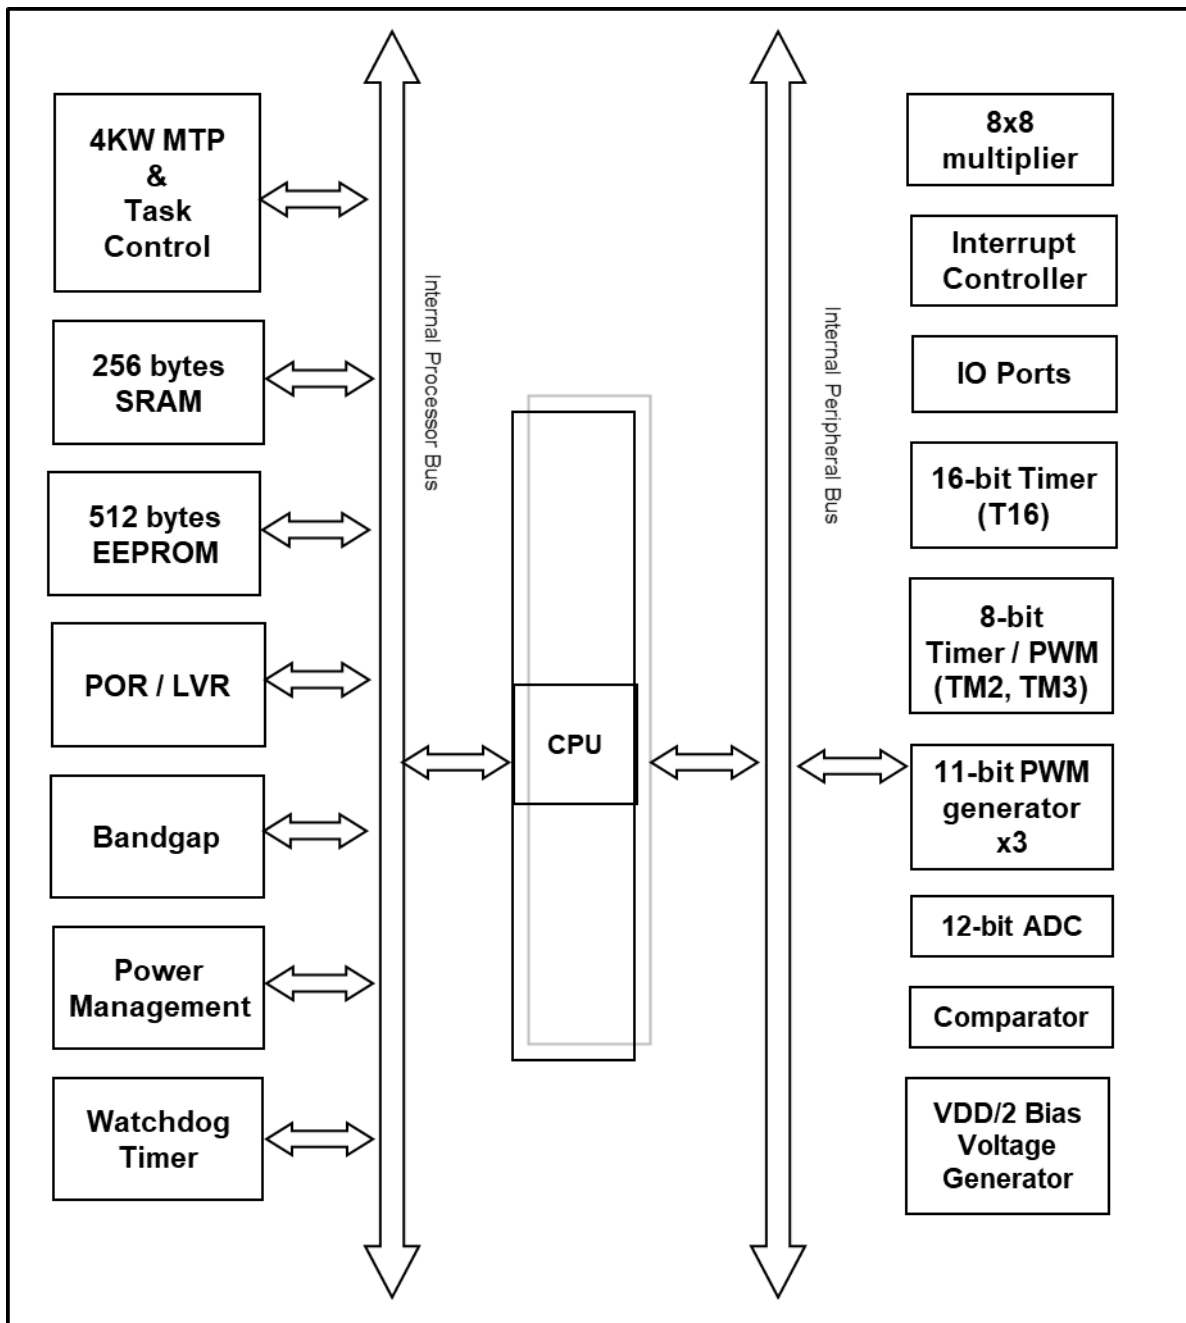 4KW MTP
&
Task
Control
256 bytes
SRAM
512 bytes
EEPROM
POR / LVR
Bandgap
Power
Management
Watchdog
Timer
Internal Processor Bus
CPU
Internal Peripheral Bus
8x8
multiplier
Interrupt
Controller
IO Ports
16-bit Timer
(T16)
8-bit
Timer / PWM
(TM2, TM3)
11-bit PWM
generator
x3
12-bit ADC
Comparator
VDD/2 Bias
Voltage
Generator